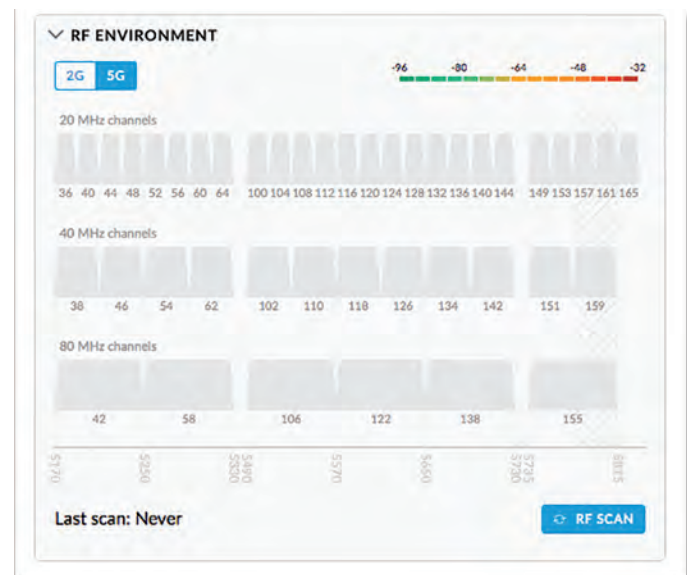 RF ENVIRONMENT
2G 5G
-96 -80 -64 -48 -32
20 MHz channels
36 40 44 48 52 56 60 64 100 104 108 112 116 120 124 128 132 136 140 144 149 153 157 161 165
40 MHz channels
38 46 54 62 102 110 118 126 134 142 151 159
80 MHz channels
42 58 106 122 138 155
5170 5250 5330 5490 5570 5650 5730 5735 5815
Last scan: Never
RF SCAN